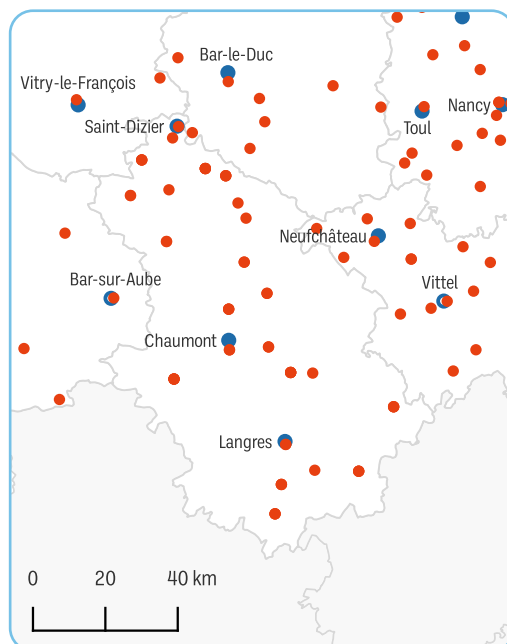 Bar-le-Duc
Vitry-le-François
Nancy
Saint-Dizier
Toul
Neufchâteau
Bar-sur-Aube
Vittel
Chaumont
Langres
0 20 40 km